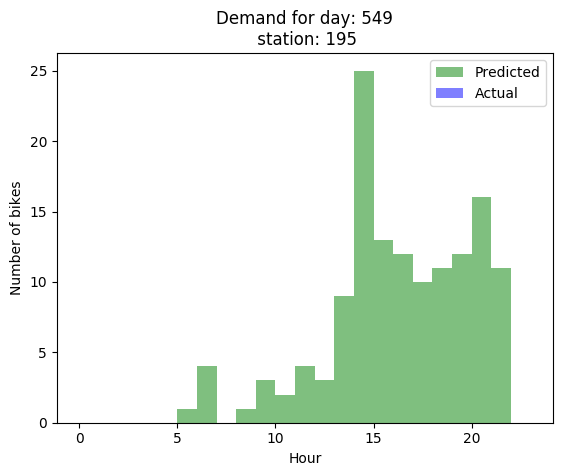 Demand for day: 549
station: 195
Predicted
Actual
Number of bikes
25
20
15
10
5
0
0
5
10
15
20
Hour